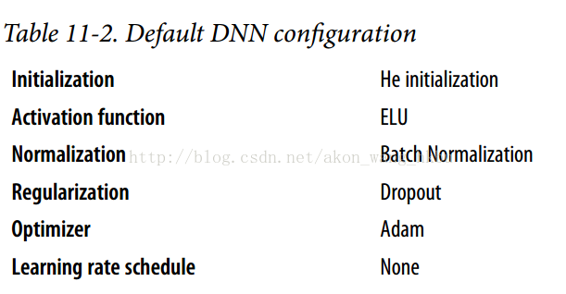 Table 11-2. Default DNN configuration
Initialization He initialization
Activation function ELU
Normalization Batch Normalization
http://blog.csdn.net/akon_w
Regularization Dropout
Optimizer Adam
Learning rate schedule None